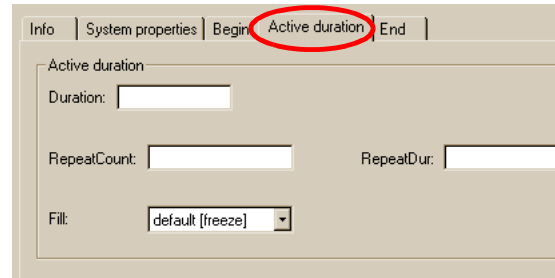 Info System properties Begin Active duration End
Active duration
Duration:
RepeatCount: RepeatDur:
Fill: default [freeze]